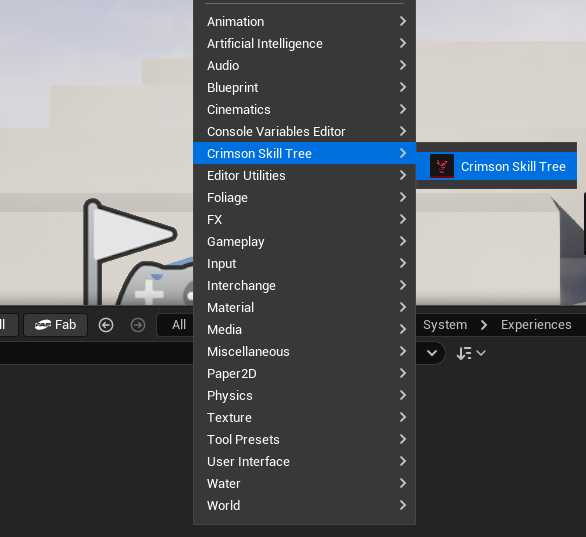 Animation
Artificial Intelligence
Audio
Blueprint
Cinematics
Console Variables Editor
Crimson Skill Tree
Crimson Skill Tree
Editor Utilities
Foliage
FX
Gameplay
Input
Interchange
Material
Media
Miscellaneous
Paper2D
Physics
Texture
Tool Presets
User Interface
Water
World
Fab
All
System
Experiences